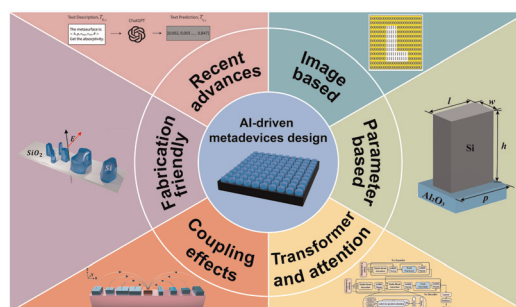 Text Description, T
ChatGPT
Text Prediction, T
The metasurface is
Get the absorptivity.
Recent
advances
Image
based
Fabrication
friendly
AI-driven
metadevices design
Parameter
based
Coupling
effects
Transformer
and attention
SiO₂
E
Si
l
w
h
Si
Al₂O₃
p